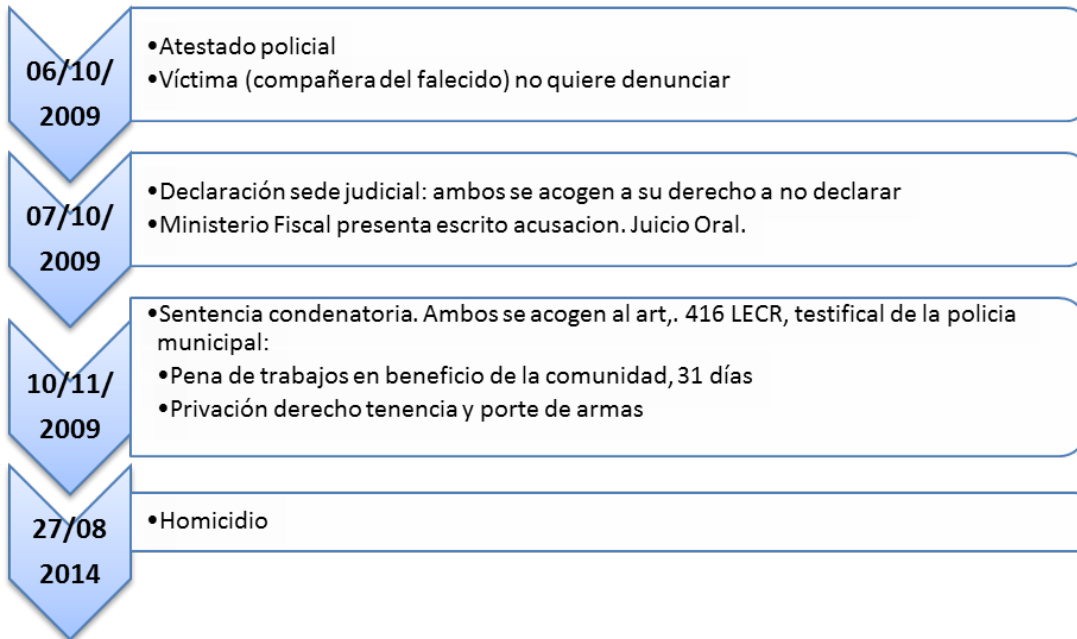 06/10/
2009
•Atestado policial
•Víctima (compañera del falecido) no quiere denunciar
07/10/
2009
•Declaración sede judicial: ambos se acogen a su derecho a no declarar
•Ministerio Fiscal presenta escrito acusacion. Juicio Oral.
10/11/
2009
•Sentencia condenatoria. Ambos se acogen al art,. 416 LECR, testifical de la policia
municipal:
•Pena de trabajos en beneficio de la comunidad, 31 días
•Privación derecho tenencia y porte de armas
27/08
2014
•Homicidio